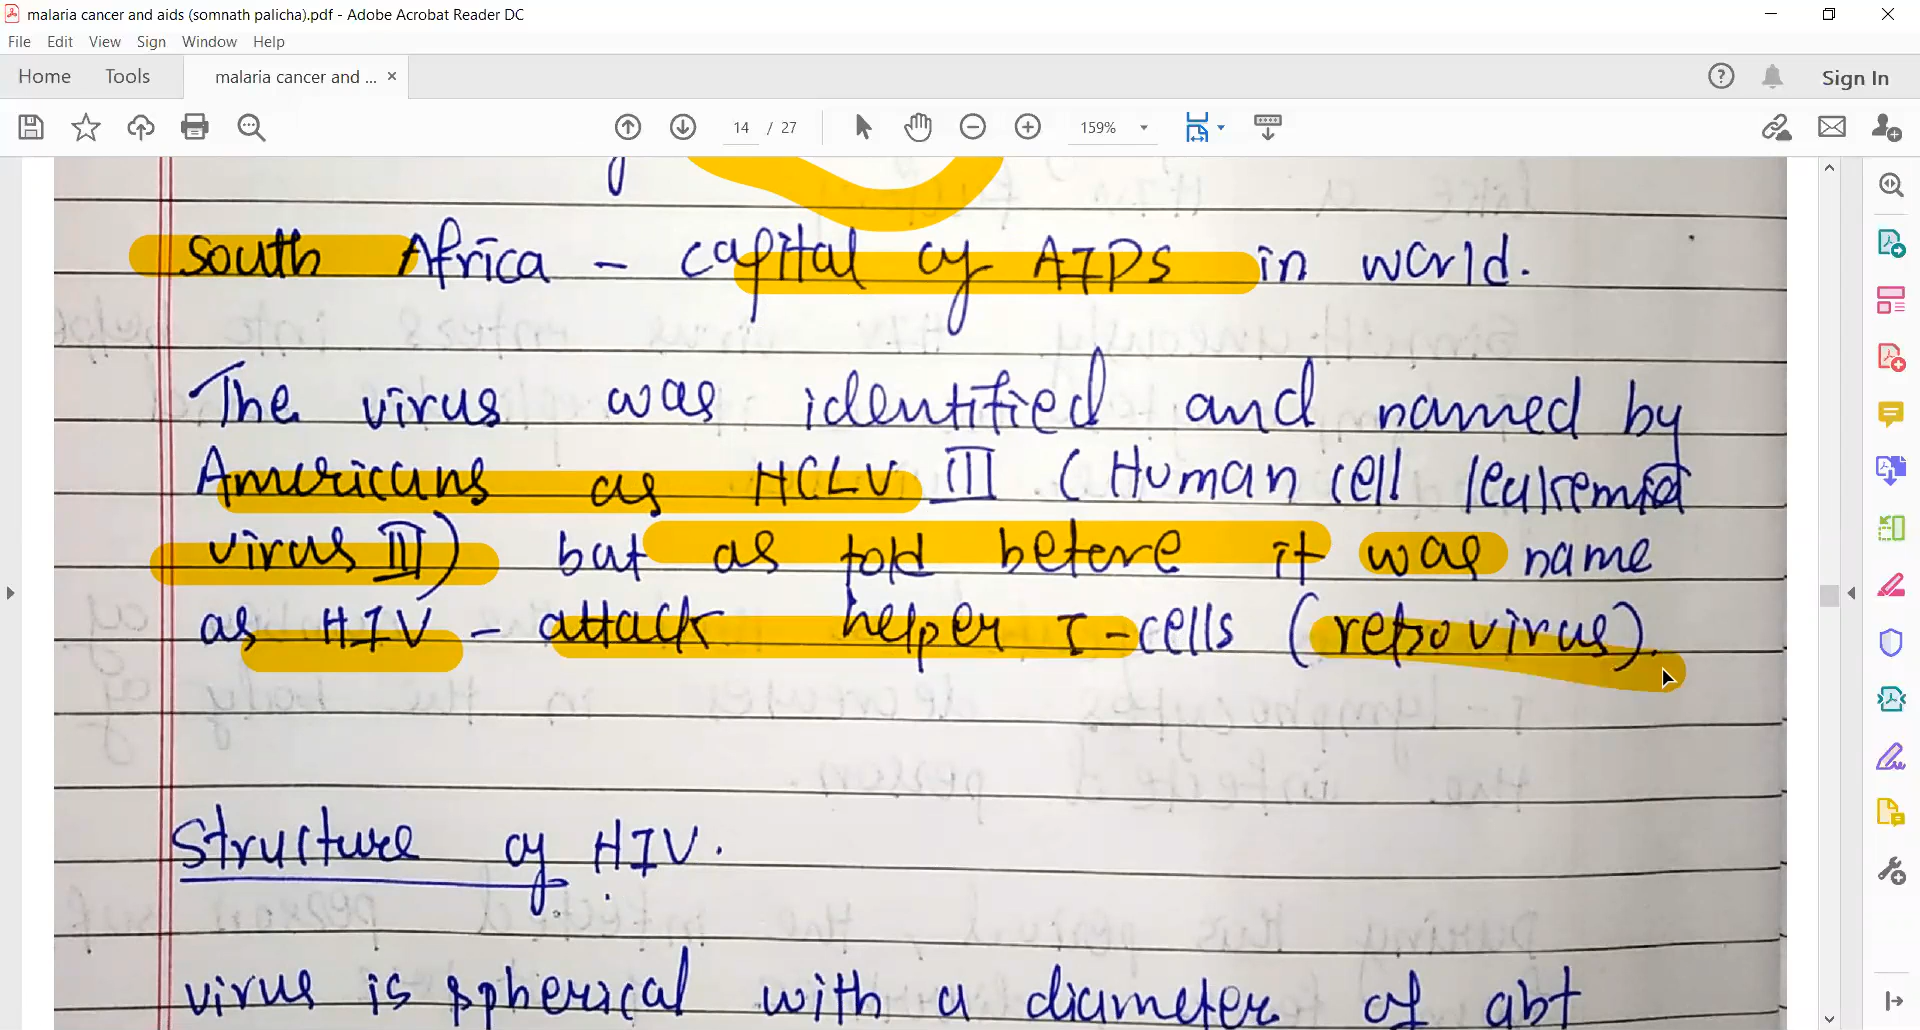 malaria cancer and aids (somnath palicha).pdf - Adobe Acrobat Reader DC
File Edit View Sign Window Help
Home Tools malaria cancer and ... × Sign In
14 / 27 159%
South Africa - capital of AIDS in world.
The virus was identified and named by
Americans as HCLV III (Human cell leukemia
virus III) but as told before it was name
as HIV - attack helper T-cells (retrovirus).
Structure of HIV.
virus is spherical with a diameter of abt